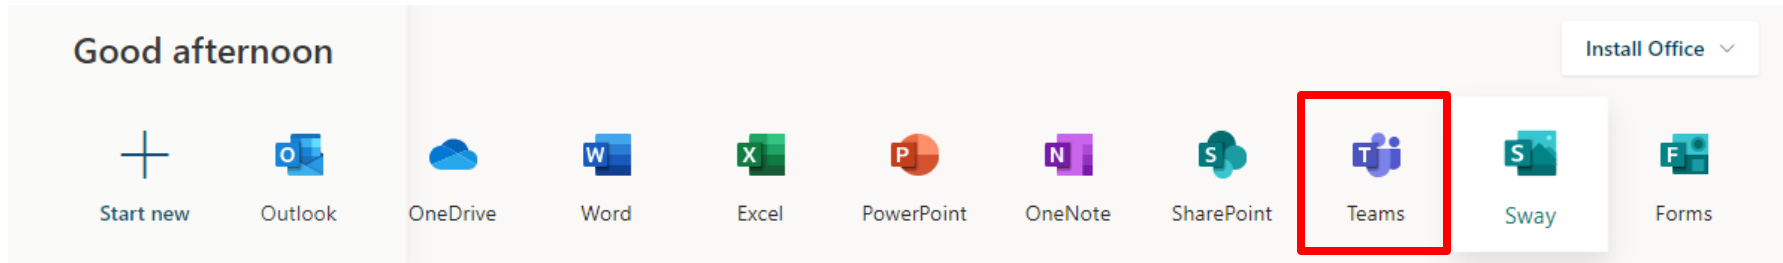 Good afternoon
Install Office
O W X P N S T S F
Start new Outlook OneDrive Word Excel PowerPoint OneNote SharePoint Teams Sway Forms